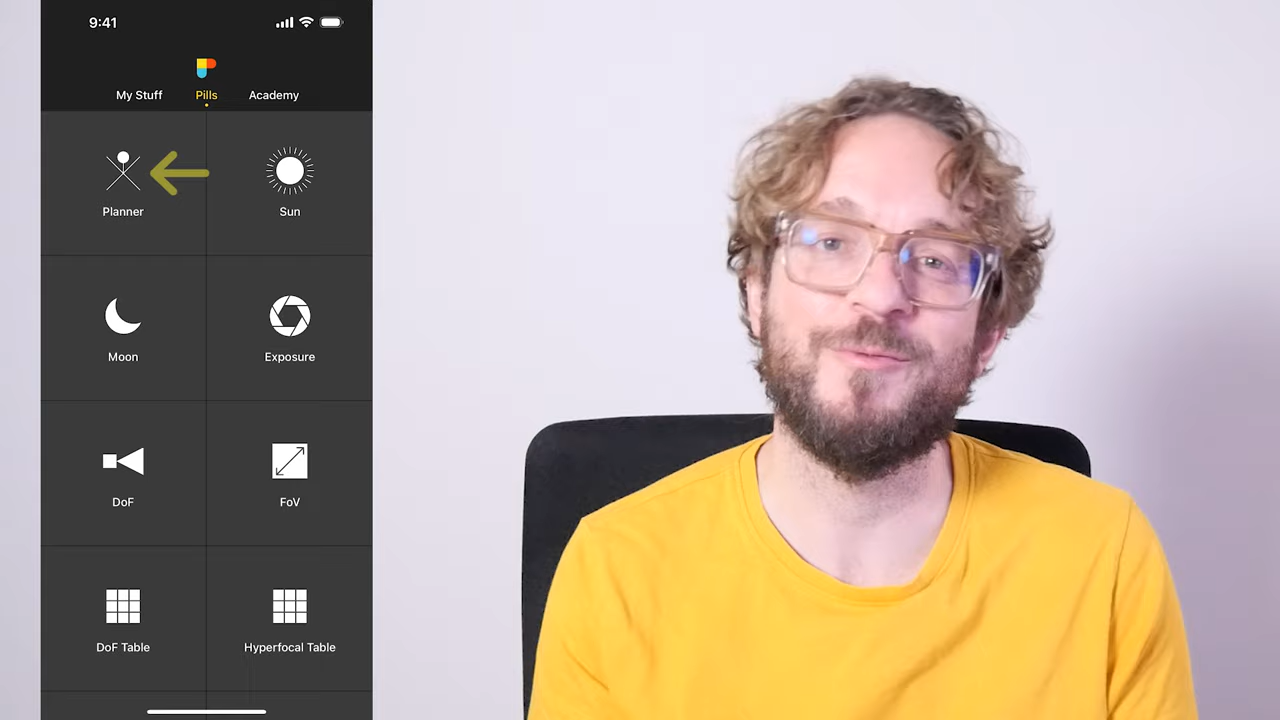 9:41
My Stuff Pills Academy
Planner Sun
Moon Exposure
DoF FoV
DoF Table Hyperfocal Table